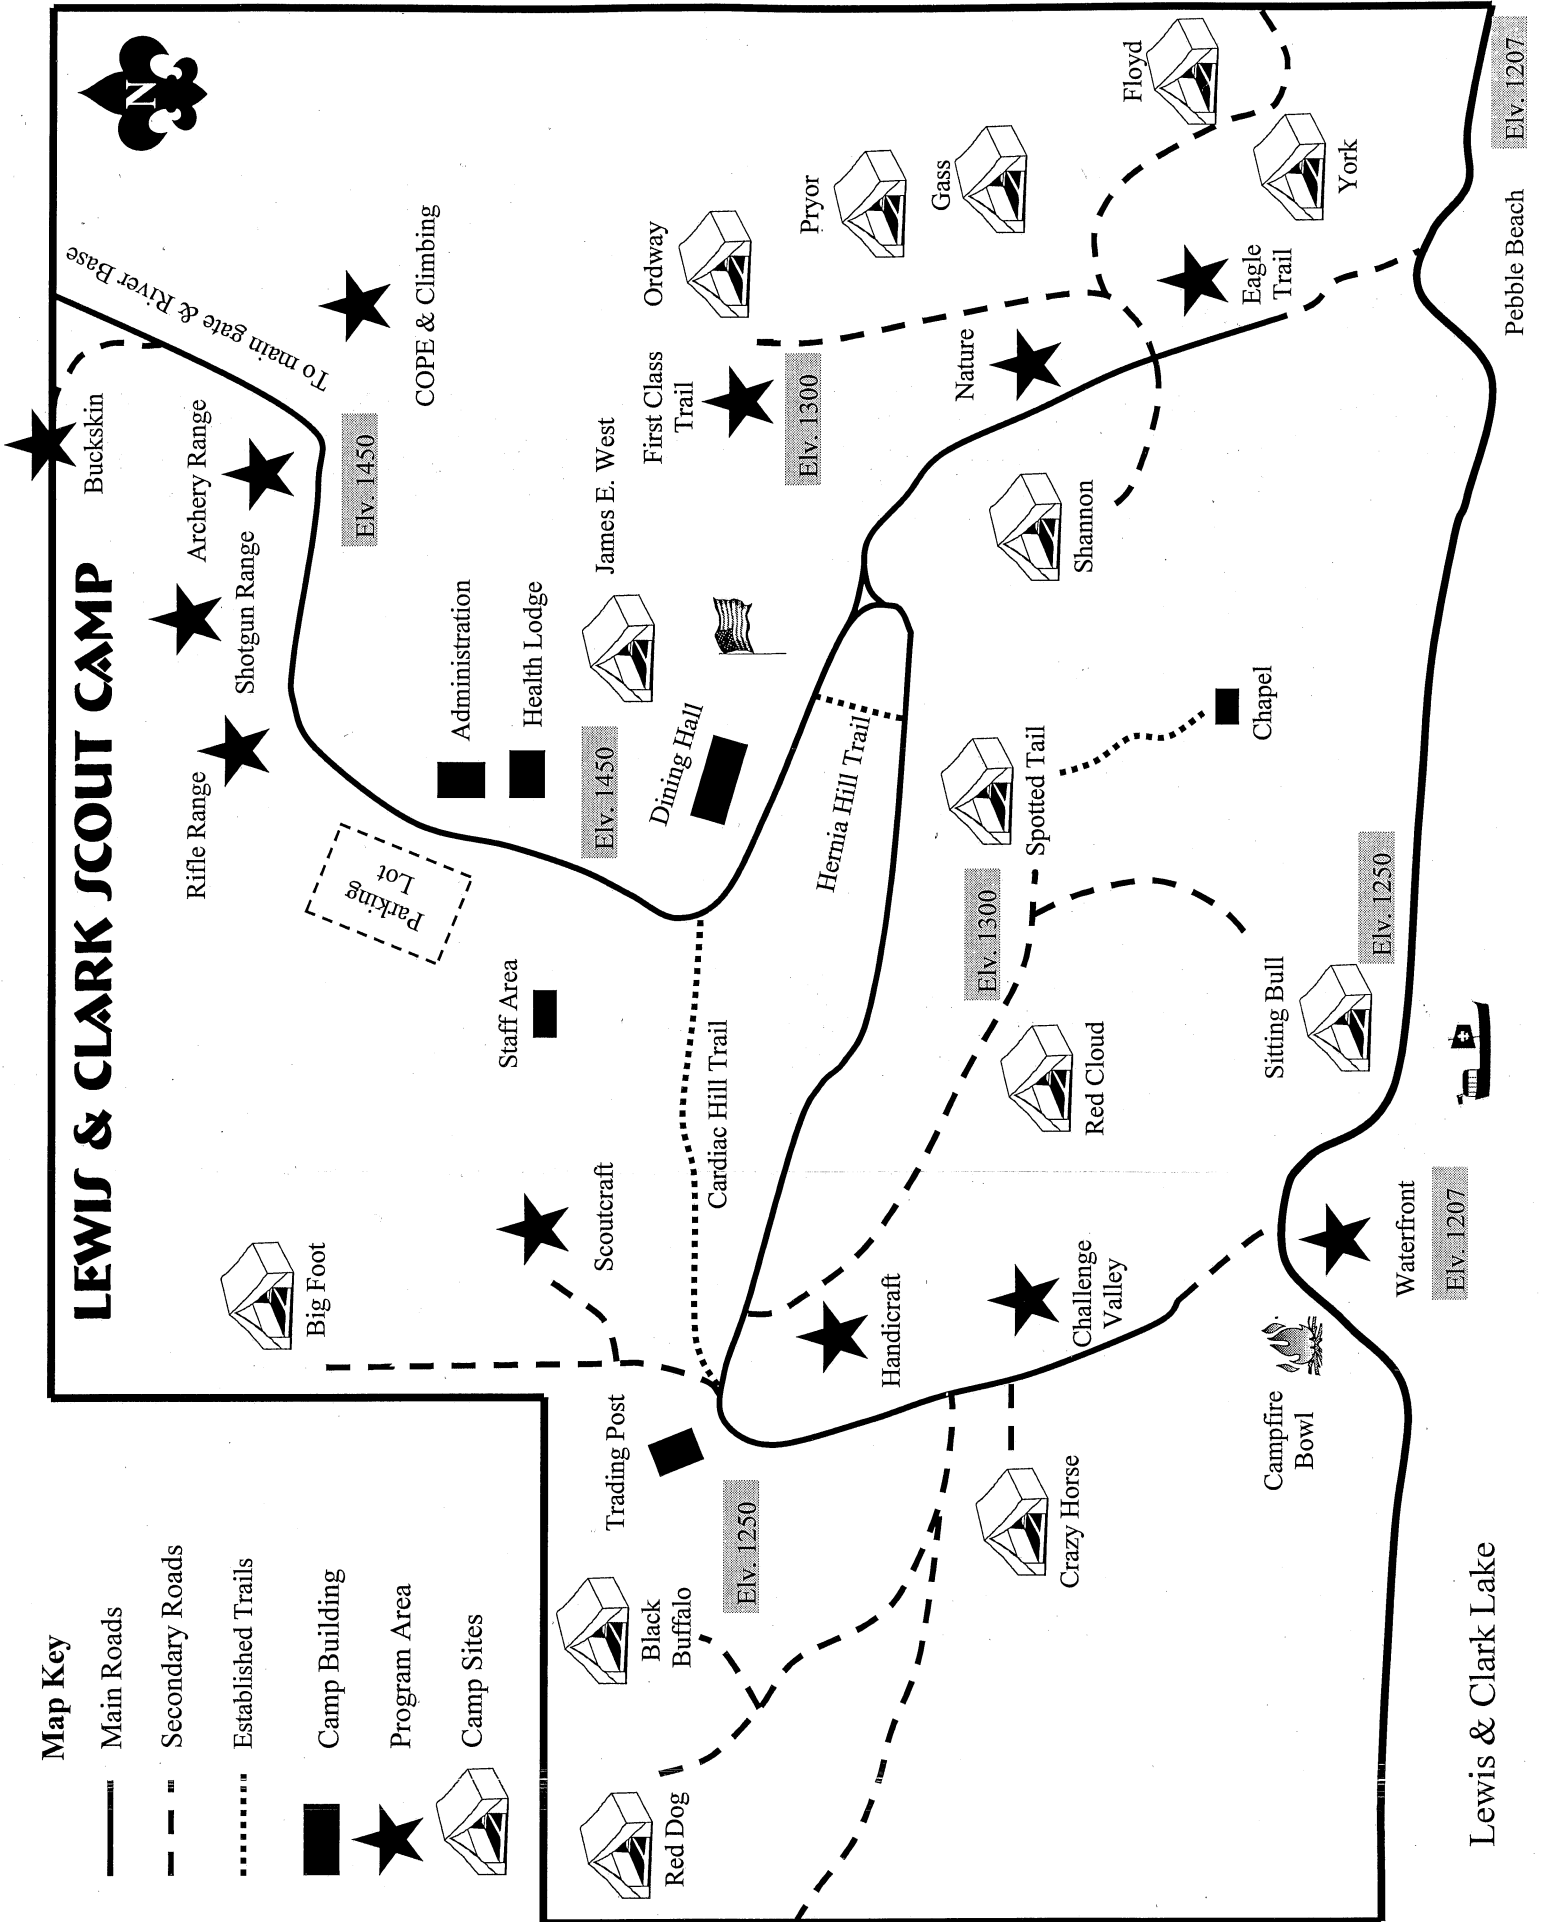 LEWIS & CLARK SCOUT CAMP
Map Key
Main Roads
Secondary Roads
Established Trails
Camp Building
Program Area
Camp Sites
N
To main gate & River Base
Buckskin
Archery Range
Shotgun Range
Rifle Range
COPE & Climbing
Elv. 1450
Parking
Lot
Administration
Health Lodge
James E. West
Elv. 1450
Dining Hall
Staff Area
Big Foot
Scoutcraft
Cardiac Hill Trail
Hernia Hill Trail
Trading Post
Elv. 1250
Black
Buffalo
Red Dog
Ordway
First Class
Trail
Elv. 1300
Pryor
Gass
Floyd
York
Nature
Eagle
Trail
Shannon
Spotted Tail
Elv. 1300
Chapel
Red Cloud
Sitting Bull
Elv. 1250
Handicraft
Challenge
Valley
Crazy Horse
Campfire
Bowl
Waterfront
Elv. 1207
Pebble Beach
Elv. 1207
Lewis & Clark Lake